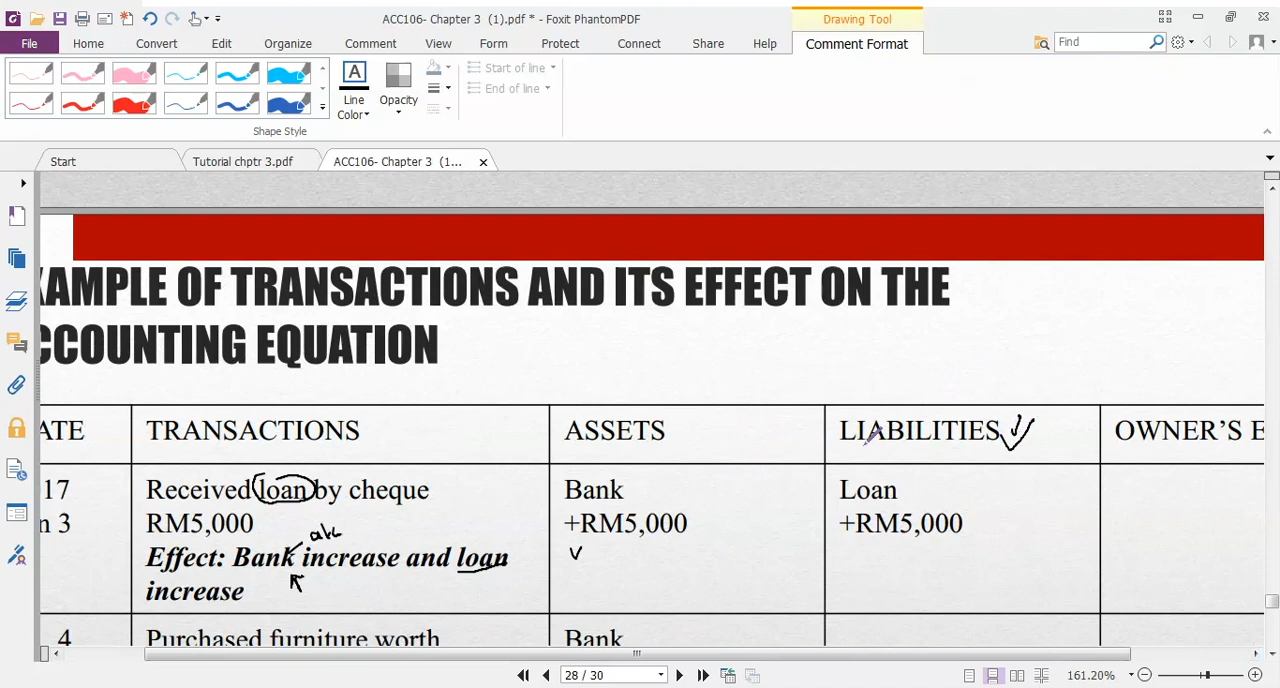 ACC106- Chapter 3 (1).pdf * - Foxit PhantomPDF
Drawing Tool
File Home Convert Edit Organize Comment View Form Protect Connect Share Help Comment Format
Find
A
Line
Color
Opacity
Start of line
End of line
Shape Style
Start
Tutorial chptr 3.pdf
ACC106- Chapter 3 (1...
XAMPLE OF TRANSACTIONS AND ITS EFFECT ON THE
CCOUNTING EQUATION
ATE TRANSACTIONS ASSETS LIABILITIES OWNER'S E
17 Received loan by cheque Bank Loan
n 3 RM5,000 +RM5,000 +RM5,000
Effect: Bank increase and loan
increase
4 Purchased furniture worth Bank
28 / 30
161.20%